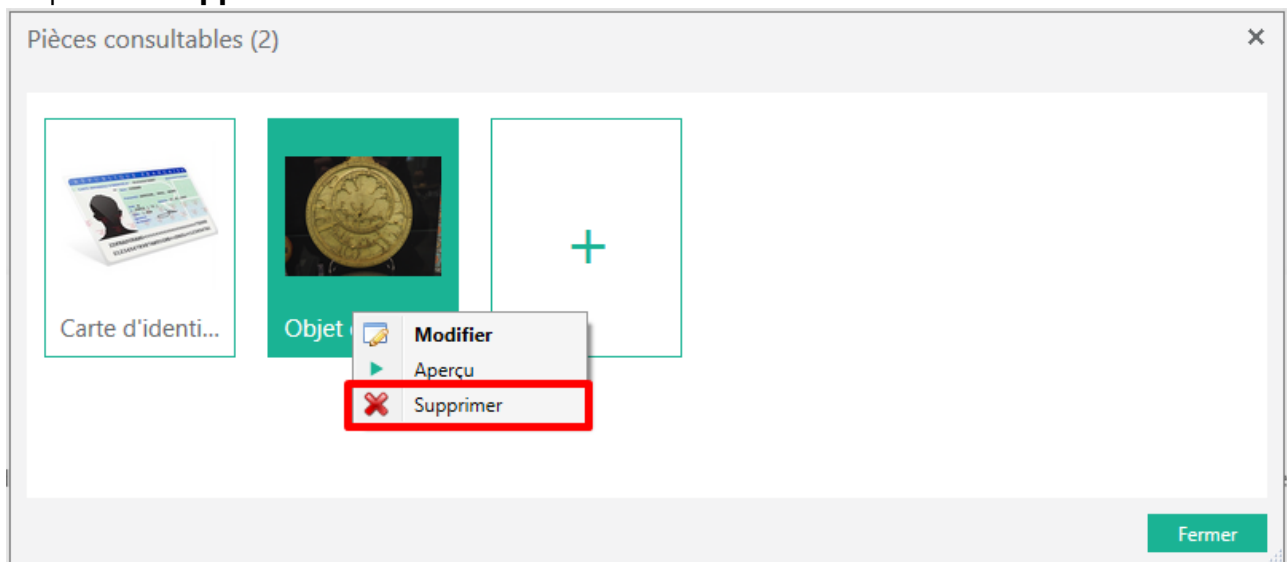 Pièces consultables (2)
Carte d'identi...
Objet
Modifier
Aperçu
Supprimer
Fermer